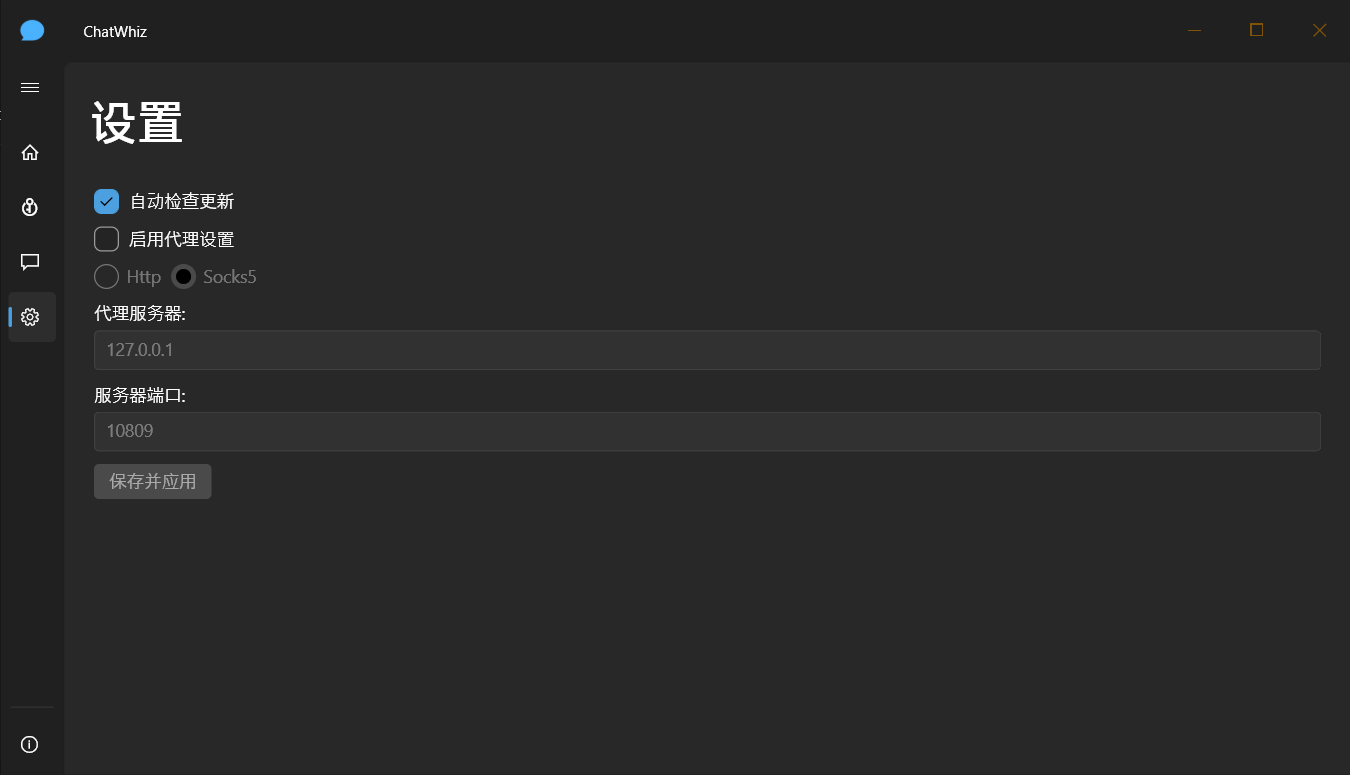 ChatWhiz
设置
自动检查更新
启用代理设置
Http Socks5
代理服务器:
127.0.0.1
服务器端口:
10809
保存并应用